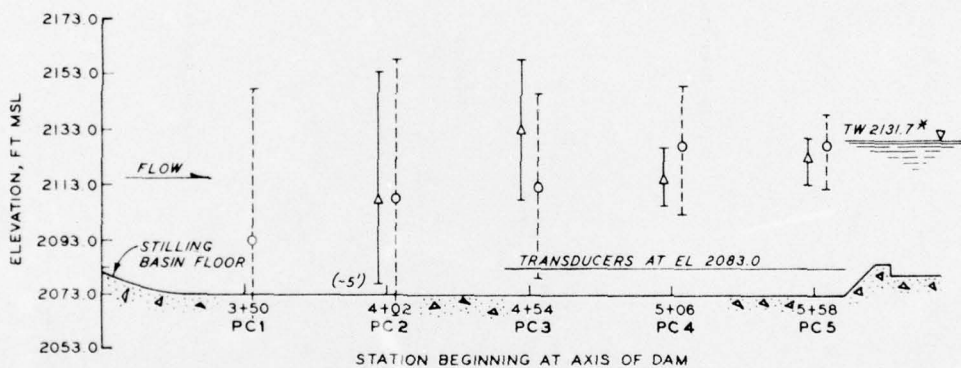 ELEVATION, FT MSL
2173.0
2153.0
2133.0
2113.0
2093.0
2073.0
2053.0
FLOW
STILLING
BASIN FLOOR
(-5')
TRANSDUCERS AT EL 2083.0
TW 2131.7*
3+50
PC1
4+02
PC2
4+54
PC3
5+06
PC4
5+58
PC5
STATION BEGINNING AT AXIS OF DAM